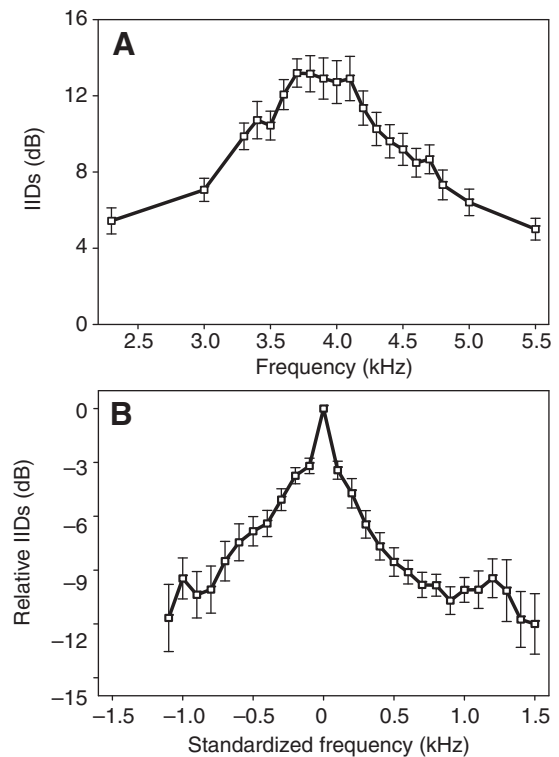 A
16
12
8
4
0
IIDs (dB)
2.5 3.0 3.5 4.0 4.5 5.0 5.5
Frequency (kHz)
B
0
–3
–6
–9
–12
–15
Relative IIDs (dB)
–1.5 –1.0 –0.5 0 0.5 1.0 1.5
Standardized frequency (kHz)